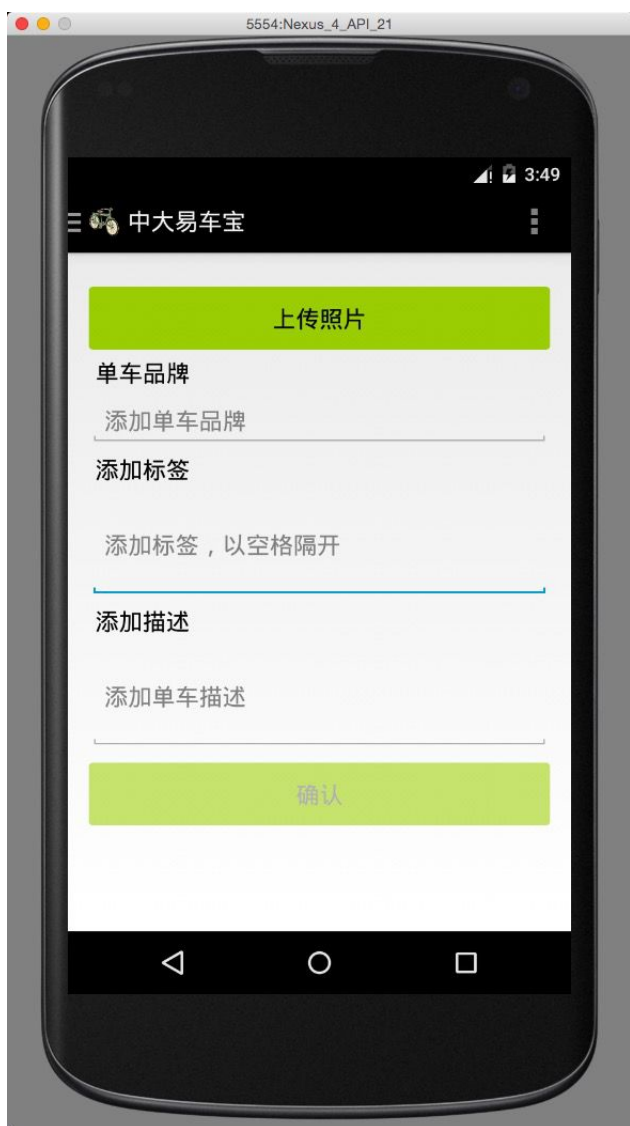 5554:Nexus_4_API_21
3:49
中大易车宝
上传照片
单车品牌
添加单车品牌
添加标签
添加标签，以空格隔开
添加描述
添加单车描述
确认